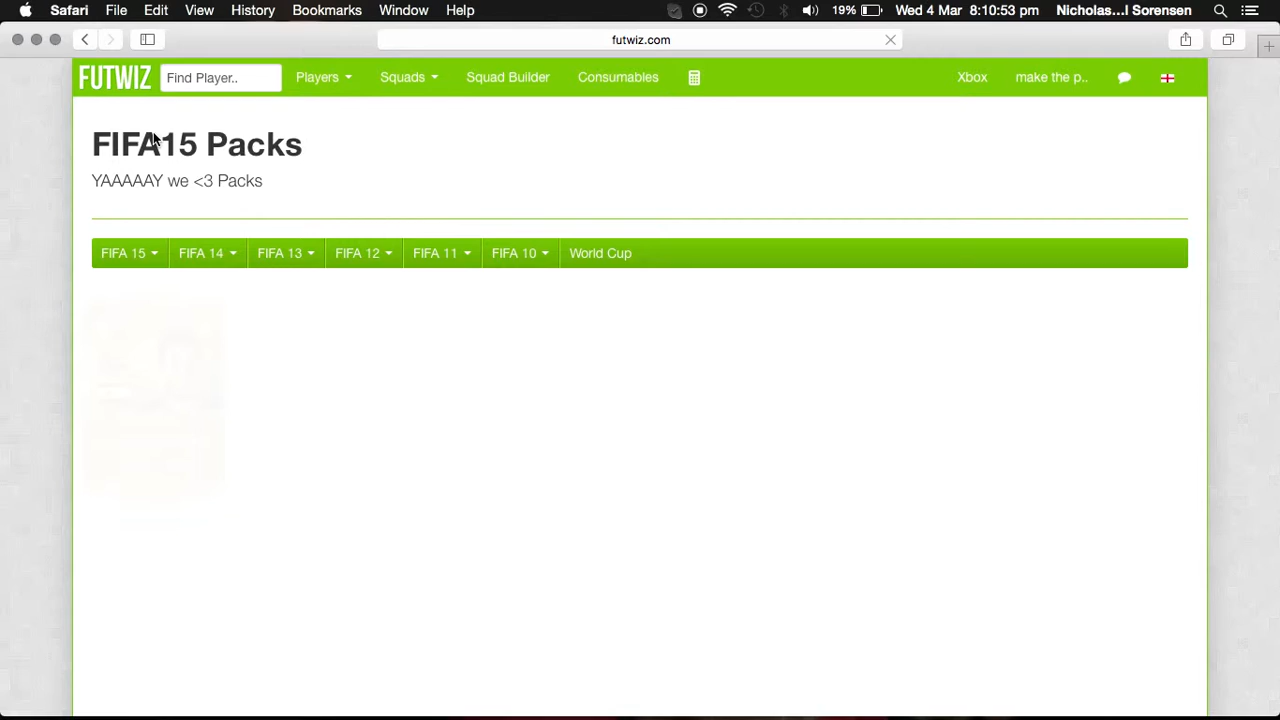 Safari File Edit View History Bookmarks Window Help 19% Wed 4 Mar 8:10:53 pm Nicholas...l Sorensen
futwiz.com
FUTWIZ Find Player.. Players Squads Squad Builder Consumables Xbox make the p..
FIFA15 Packs
YAAAAAY we <3 Packs
FIFA 15 FIFA 14 FIFA 13 FIFA 12 FIFA 11 FIFA 10 World Cup